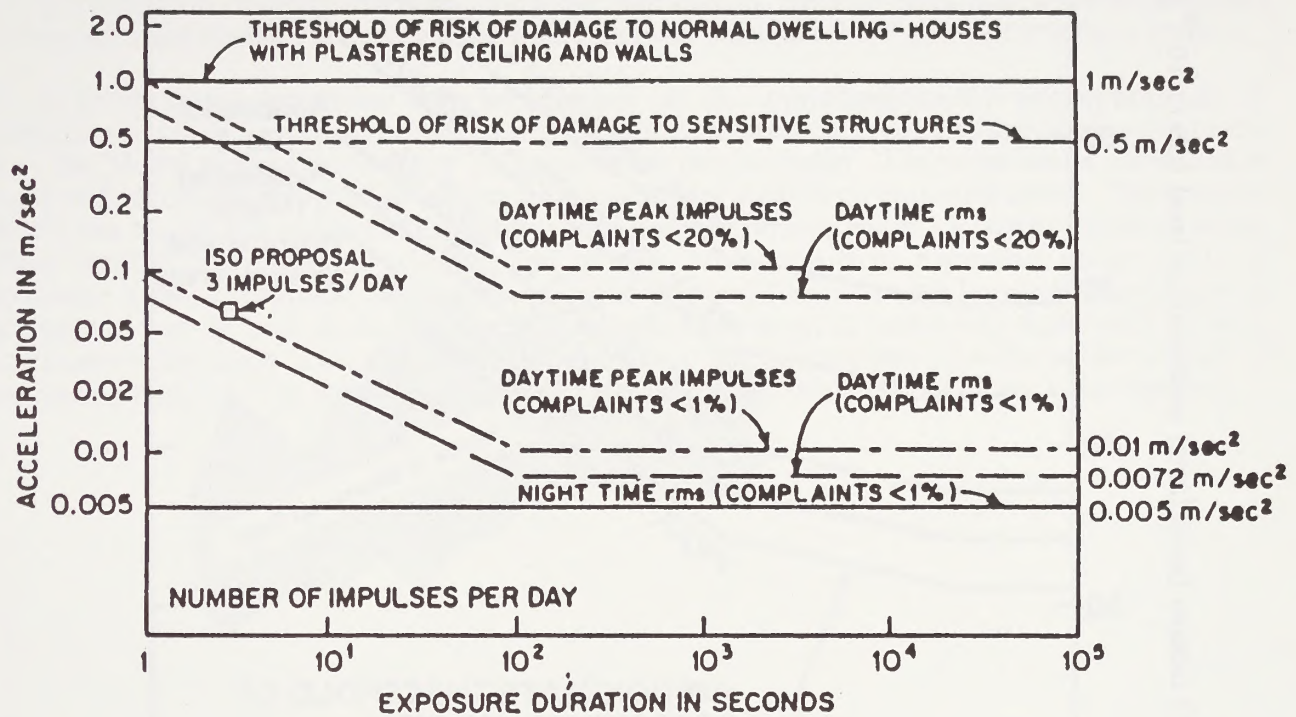 2.0
THRESHOLD OF RISK OF DAMAGE TO NORMAL DWELLING-HOUSES
WITH PLASTERED CEILING AND WALLS
1.0
1 m/sec²
THRESHOLD OF RISK OF DAMAGE TO SENSITIVE STRUCTURES
0.5
0.5 m/sec²
0.2
DAYTIME PEAK IMPULSES
(COMPLAINTS <20%)
DAYTIME rms
(COMPLAINTS <20%)
ISO PROPOSAL
3 IMPULSES/DAY
0.1
0.05
DAYTIME PEAK IMPULSES
(COMPLAINTS <1%)
DAYTIME rms
(COMPLAINTS <1%)
0.02
0.01
0.01 m/sec²
0.0072 m/sec²
NIGHT TIME rms (COMPLAINTS <1%)
0.005
0.005 m/sec²
ACCELERATION IN m/sec²
NUMBER OF IMPULSES PER DAY
1 10¹ 10² 10³ 10⁴ 10⁵
EXPOSURE DURATION IN SECONDS